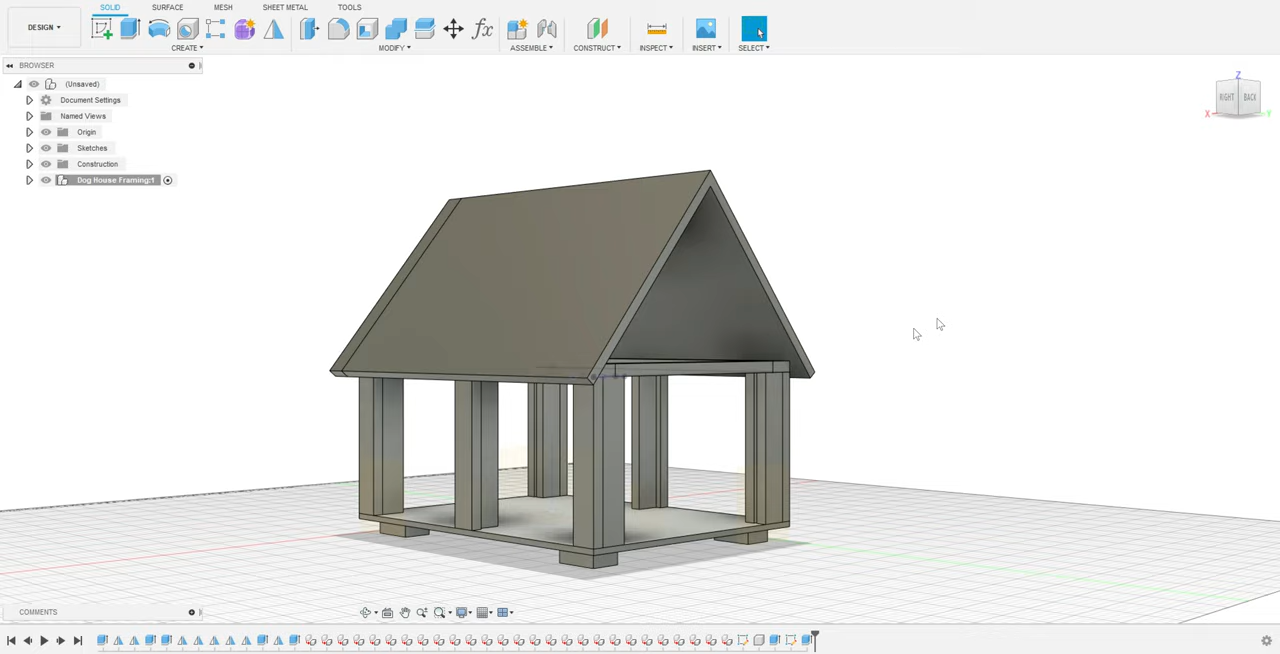 SOLID SURFACE MESH SHEET METAL TOOLS
DESIGN ▾
CREATE ▾ MODIFY ▾ ASSEMBLE ▾ CONSTRUCT ▾ INSPECT ▾ INSERT ▾ SELECT ▾
BROWSER
(Unsaved)
Document Settings
Named Views
Origin
Sketches
Construction
Dog House Framing:1
Z
RIGHT BACK
X Y
COMMENTS